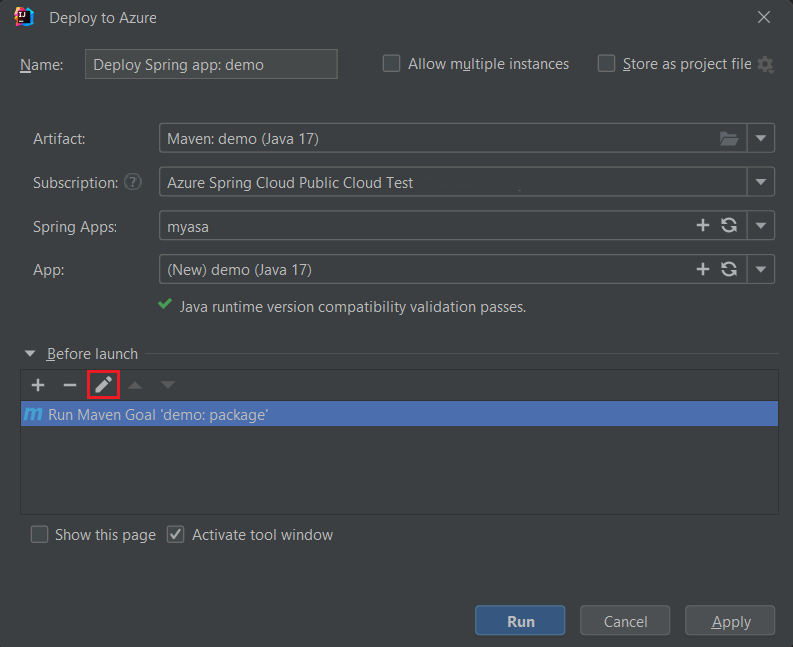 Deploy to Azure
Name: Deploy Spring app: demo Allow multiple instances Store as project file
Artifact: Maven: demo (Java 17)
Subscription: ? Azure Spring Cloud Public Cloud Test
Spring Apps: myasa
App: (New) demo (Java 17)
Java runtime version compatibility validation passes.
Before launch
m Run Maven Goal 'demo: package'
Show this page Activate tool window
Run Cancel Apply